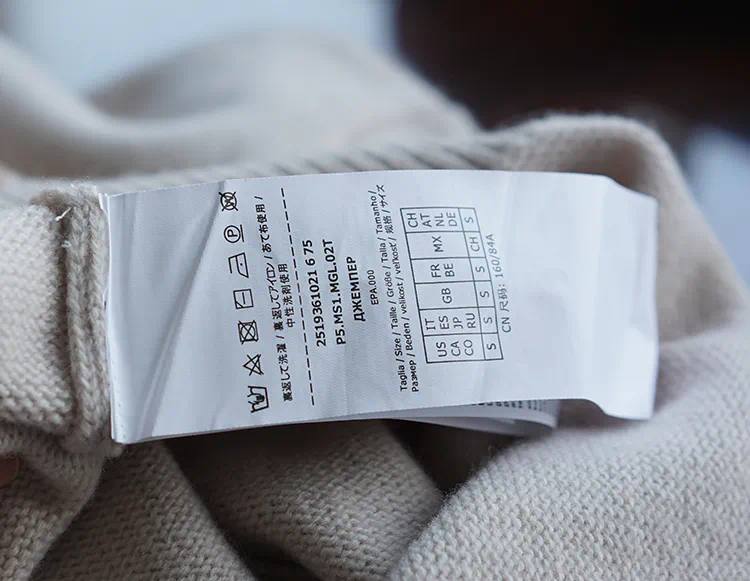 裏返して洗濯 / 裏返してアイロン / あて布使用 /
中性洗剤使用
2519361021 6 75
P5.MS1.MGL.02T
ДЖЕМПЕР
EPA.000
Taglia / Size / Taille / Größe / Talla / Tamanho /
Размер / Beden / velikost / veľkosť / 规格 / サイズ
US CA CO
IT ES JP RU
GB
FR BE
MX
CH AT NL DE
S S S S CH S
CN 尺码: 160/84A